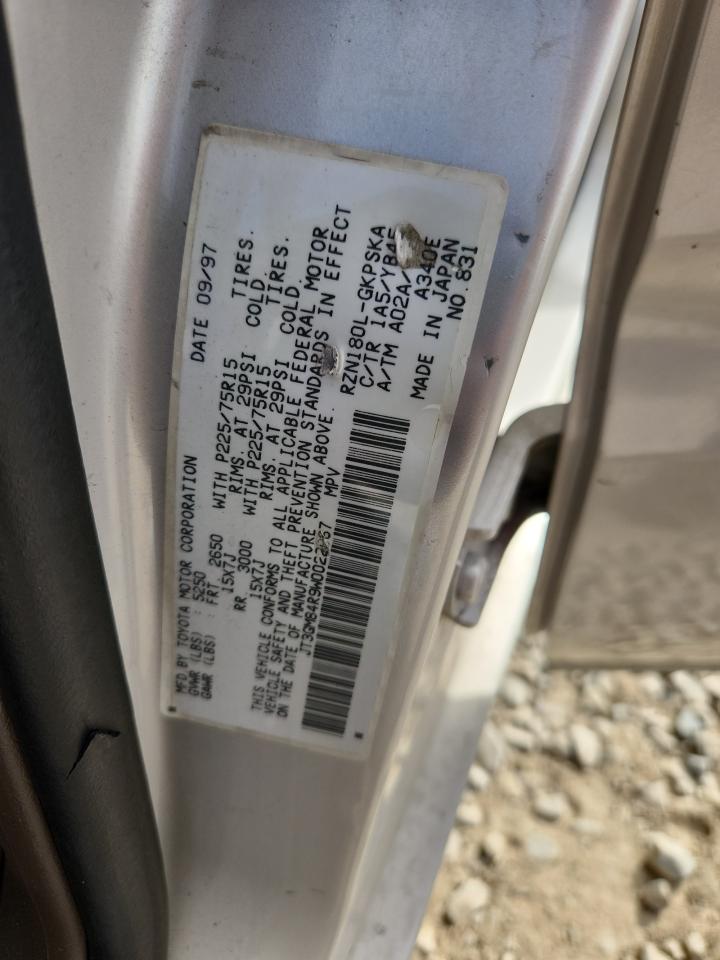 MFD BY TOYOTA MOTOR CORPORATION DATE 09/97
GVWR (LBS) : 5250
GAWR (LBS) : FRT. 2650 WITH P225/75R15 TIRES.
15X7J RIMS. AT 29PSI COLD
RR. 3000 WITH P225/75R15 TIRES.
15X7J RIMS. AT 29PSI COLD.
THIS VEHICLE CONFORMS TO ALL APPLICABLE FEDERAL MOTOR
VEHICLE SAFETY AND THEFT PREVENTION STANDARDS IN EFFECT
ON THE DATE OF MANUFACTURE SHOWN ABOVE.
MPV
RZN180L-GKPSKA
C/TR 1A5/
A/TM A02A/ A340E
MADE IN JAPAN
NO.831